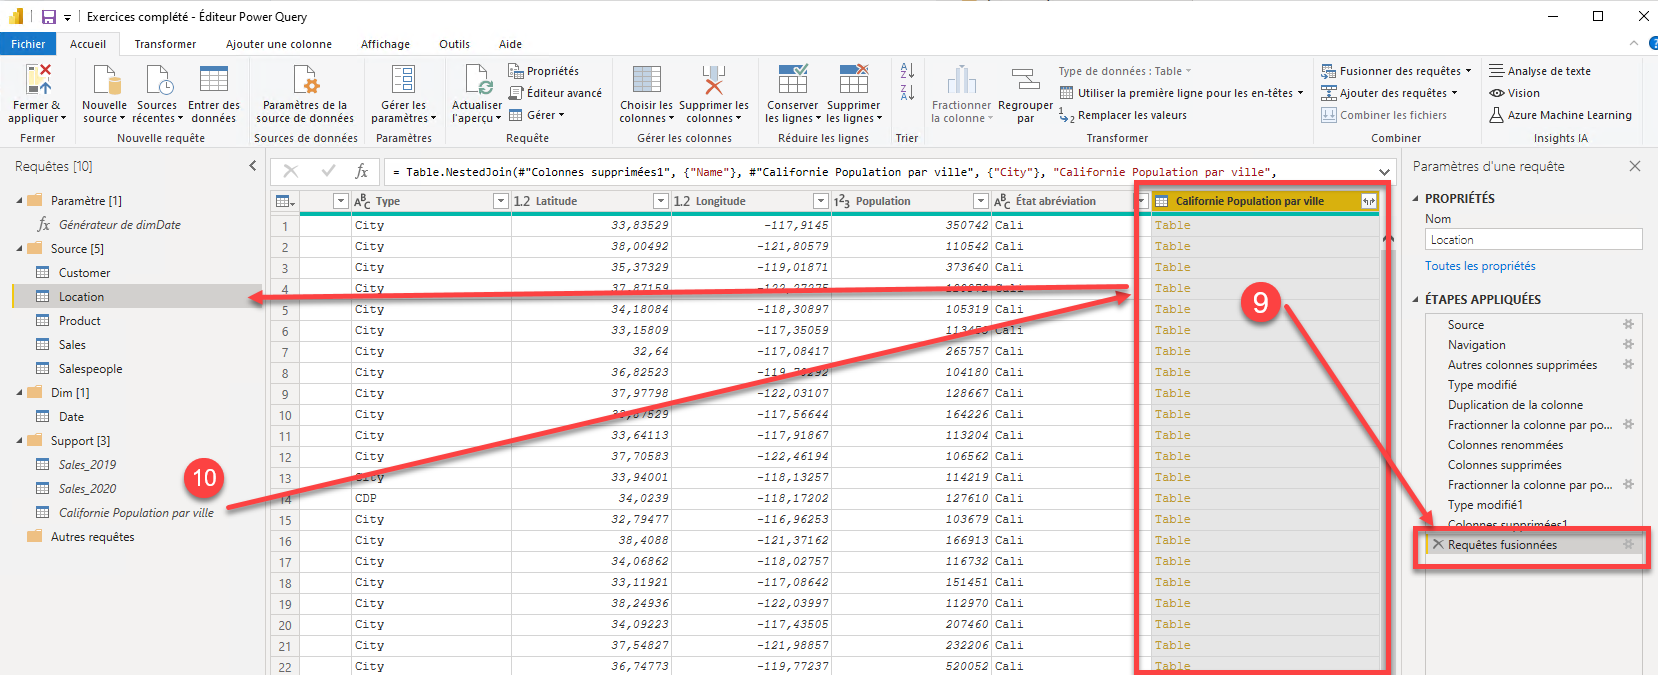 Exercices complété - Éditeur Power Query
Fichier Accueil Transformer Ajouter une colonne Affichage Outils Aide
Fermer & appliquer
Fermer
Nouvelle source
Sources récentes
Entrer des données
Nouvelle requête
Paramètres de la source de données
Sources de données
Gérer les paramètres
Paramètres
Actualiser l'aperçu
Propriétés
Éditeur avancé
Gérer
Requête
Choisir les colonnes
Supprimer les colonnes
Gérer les colonnes
Conserver les lignes
Supprimer les lignes
Réduire les lignes
Trier
Fractionner la colonne
Regrouper par
Type de données : Table
Utiliser la première ligne pour les en-têtes
Remplacer les valeurs
Transformer
Fusionner des requêtes
Ajouter des requêtes
Combiner les fichiers
Combiner
Analyse de texte
Vision
Azure Machine Learning
Insights IA
Requêtes [10]
Paramètre [1]
Générateur de dimDate
Source [5]
Customer
Location
Product
Sales
Salespeople
Dim [1]
Date
Support [3]
Sales_2019
Sales_2020
Californie Population par ville
Autres requêtes
10
fx
= Table.NestedJoin(#"Colonnes supprimées1", {"Name"}, #"Californie Population par ville", {"City"}, "Californie Population par ville",
ABC Type 1.2 Latitude 1.2 Longitude 123 Population ABC État abréviation Californie Population par ville
1 City 33,83529 -117,9145 350742 Cali Table
2 City 38,00492 -121,80579 110542 Cali Table
3 City 35,37329 -119,01871 373640 Cali Table
4 City 37,87159 Table
5 City 34,18084 -118,30897 105319 Cali Table
6 City 33,15809 -117,35059 Cali Table
7 City 32,64 -117,08417 265757 Cali Table
8 City 36,82523 104180 Cali Table
9 City 37,97798 -122,03107 128667 Cali Table
10 City -117,56644 164226 Cali Table
11 City 33,64113 -117,91867 113204 Cali Table
12 City 37,70583 -122,46194 106562 Cali Table
13 City 33,94001 -118,13257 114219 Cali Table
14 CDP 34,0239 -118,17202 127610 Cali Table
15 City 32,79477 -116,96253 103679 Cali Table
16 City 38,4088 -121,37162 166913 Cali Table
17 City 34,06862 -118,02757 116732 Cali Table
18 City 33,11921 -117,08642 151451 Cali Table
19 City 38,24936 -122,03997 112970 Cali Table
20 City 34,09223 -117,43505 207460 Cali Table
21 City 37,54827 -121,98857 232206 Cali Table
22 City 36,74773 -119,77237 520052 Cali Table
9
Paramètres d'une requête
PROPRIÉTÉS
Nom
Location
Toutes les propriétés
ÉTAPES APPLIQUÉES
Source
Navigation
Autres colonnes supprimées
Type modifié
Duplication de la colonne
Fractionner la colonne par po...
Colonnes renommées
Colonnes supprimées
Fractionner la colonne par po...
Type modifié1
Colonnes supprimées1
Requêtes fusionnées